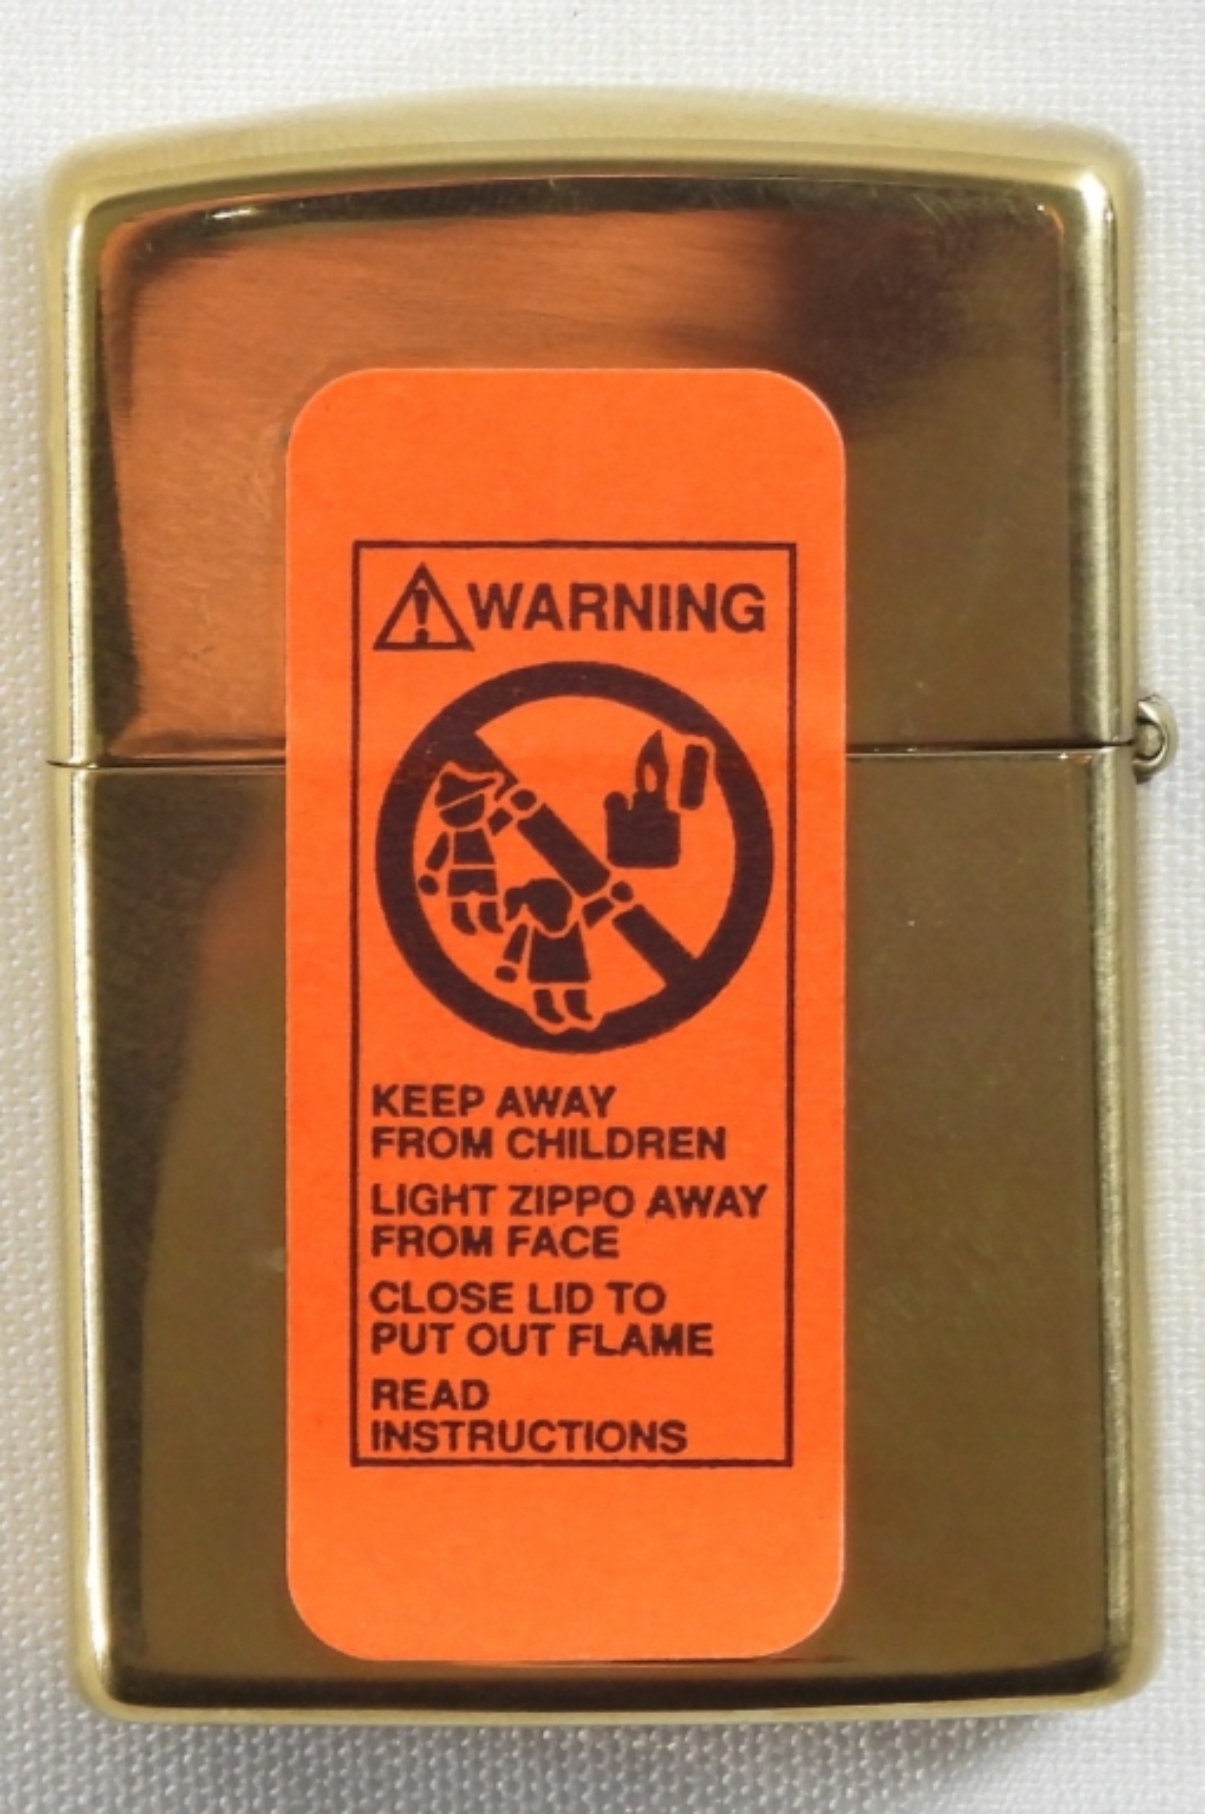 WARNING
KEEP AWAY
FROM CHILDREN
LIGHT ZIPPO AWAY
FROM FACE
CLOSE LID TO
PUT OUT FLAME
READ
INSTRUCTIONS